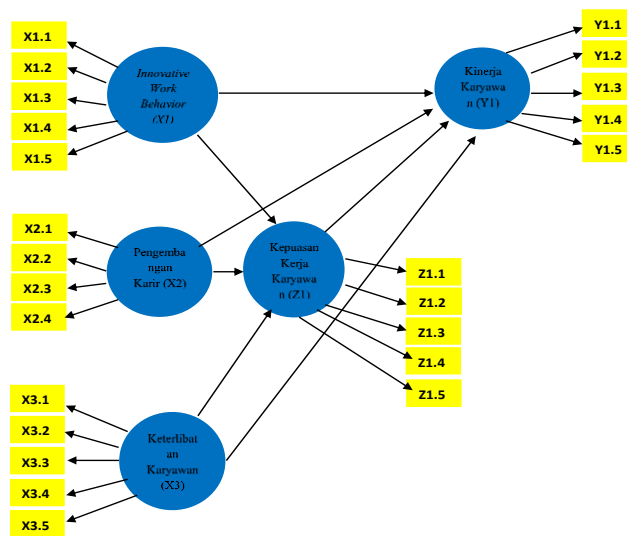 X1.1
X1.2
X1.3
X1.4
X1.5
Innovative
Work
Behavior
(X1)
Kinerja
Karyawa
n (Y1)
Y1.1
Y1.2
Y1.3
Y1.4
Y1.5
X2.1
X2.2
X2.3
X2.4
Pengemba
ngan
Karir (X2)
Kepuasan
Kerja
Karyawa
n (Z1)
Z1.1
Z1.2
Z1.3
Z1.4
Z1.5
X3.1
X3.2
X3.3
X3.4
X3.5
Keterlibat
an
Karyawan
(X3)